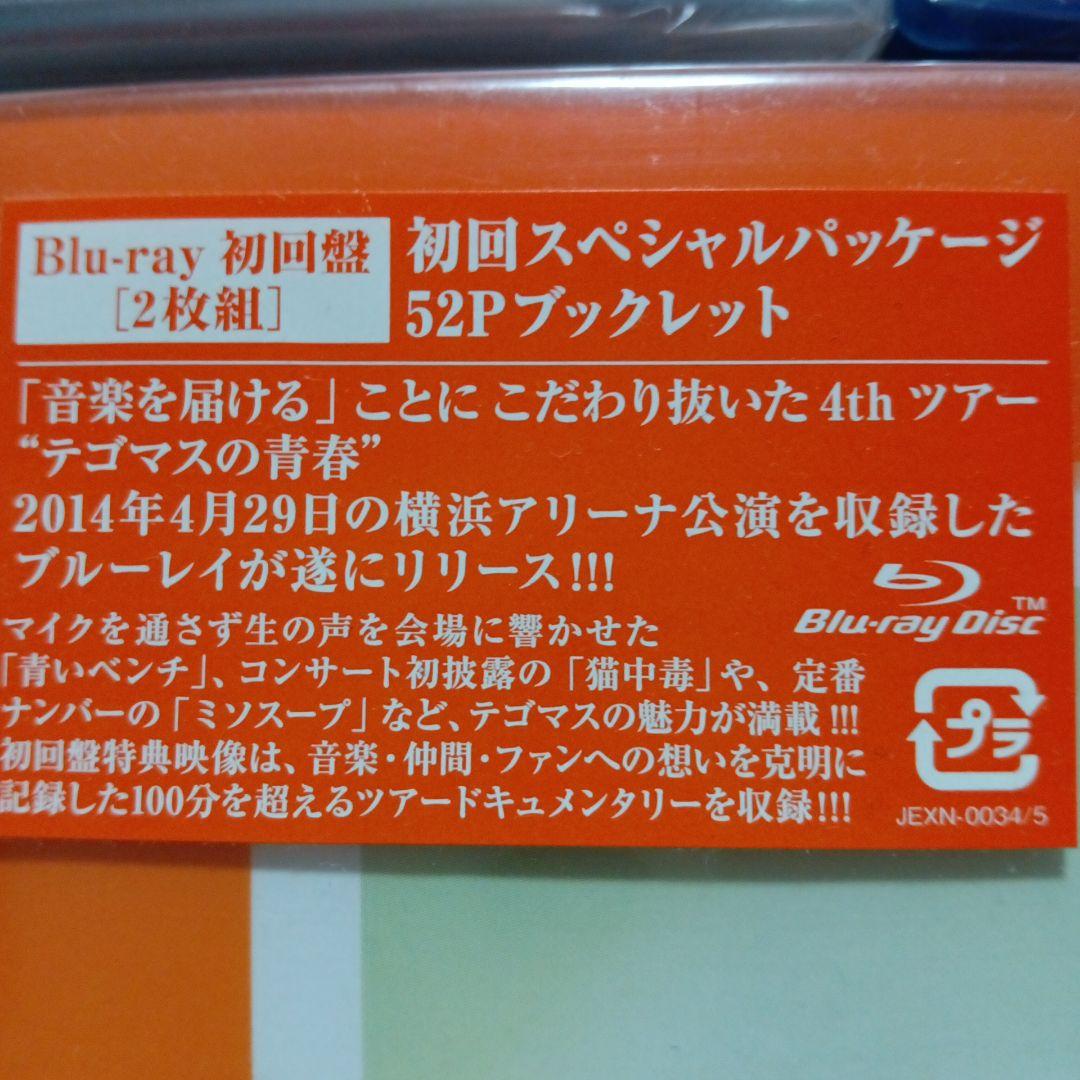 Blu-ray 初回盤
[2枚組]
初回スペシャルパッケージ
52Pブックレット
「音楽を届ける」ことに こだわり抜いた 4th ツアー
“テゴマスの青春”
2014年4月29日の横浜アリーナ公演を収録した
ブルーレイが遂にリリース!!!
マイクを通さず生の声を会場に響かせた
「青いベンチ」、コンサート初披露の「猫中毒」や、定番
ナンバーの「ミソスープ」など、テゴマスの魅力が満載!!!
初回盤特典映像は、音楽・仲間・ファンへの想いを克明に
記録した100分を超えるツアードキュメンタリーを収録!!!
Blu-ray Disc™
プラ
JEXN-0034/5